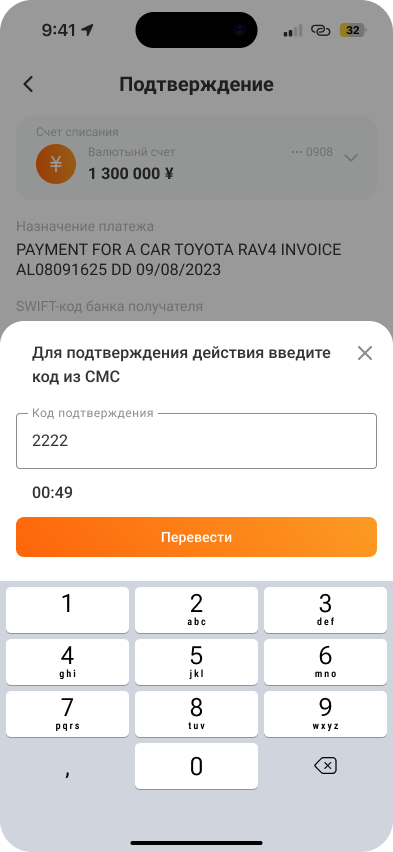 9:41
32
Подтверждение
Счет списания
Валютынй счет
··· 0908
¥
1 300 000 ¥
Назначение платежа
PAYMENT FOR A CAR TOYOTA RAV4 INVOICE
AL08091625 DD 09/08/2023
SWIFT-код банка получателя
Для подтверждения действия введите
код из СМС
Код подтверждения
2222
00:49
Перевести
1
2
abc
3
def
4
ghi
5
jkl
6
mno
7
pqrs
8
tuv
9
wxyz
,
0